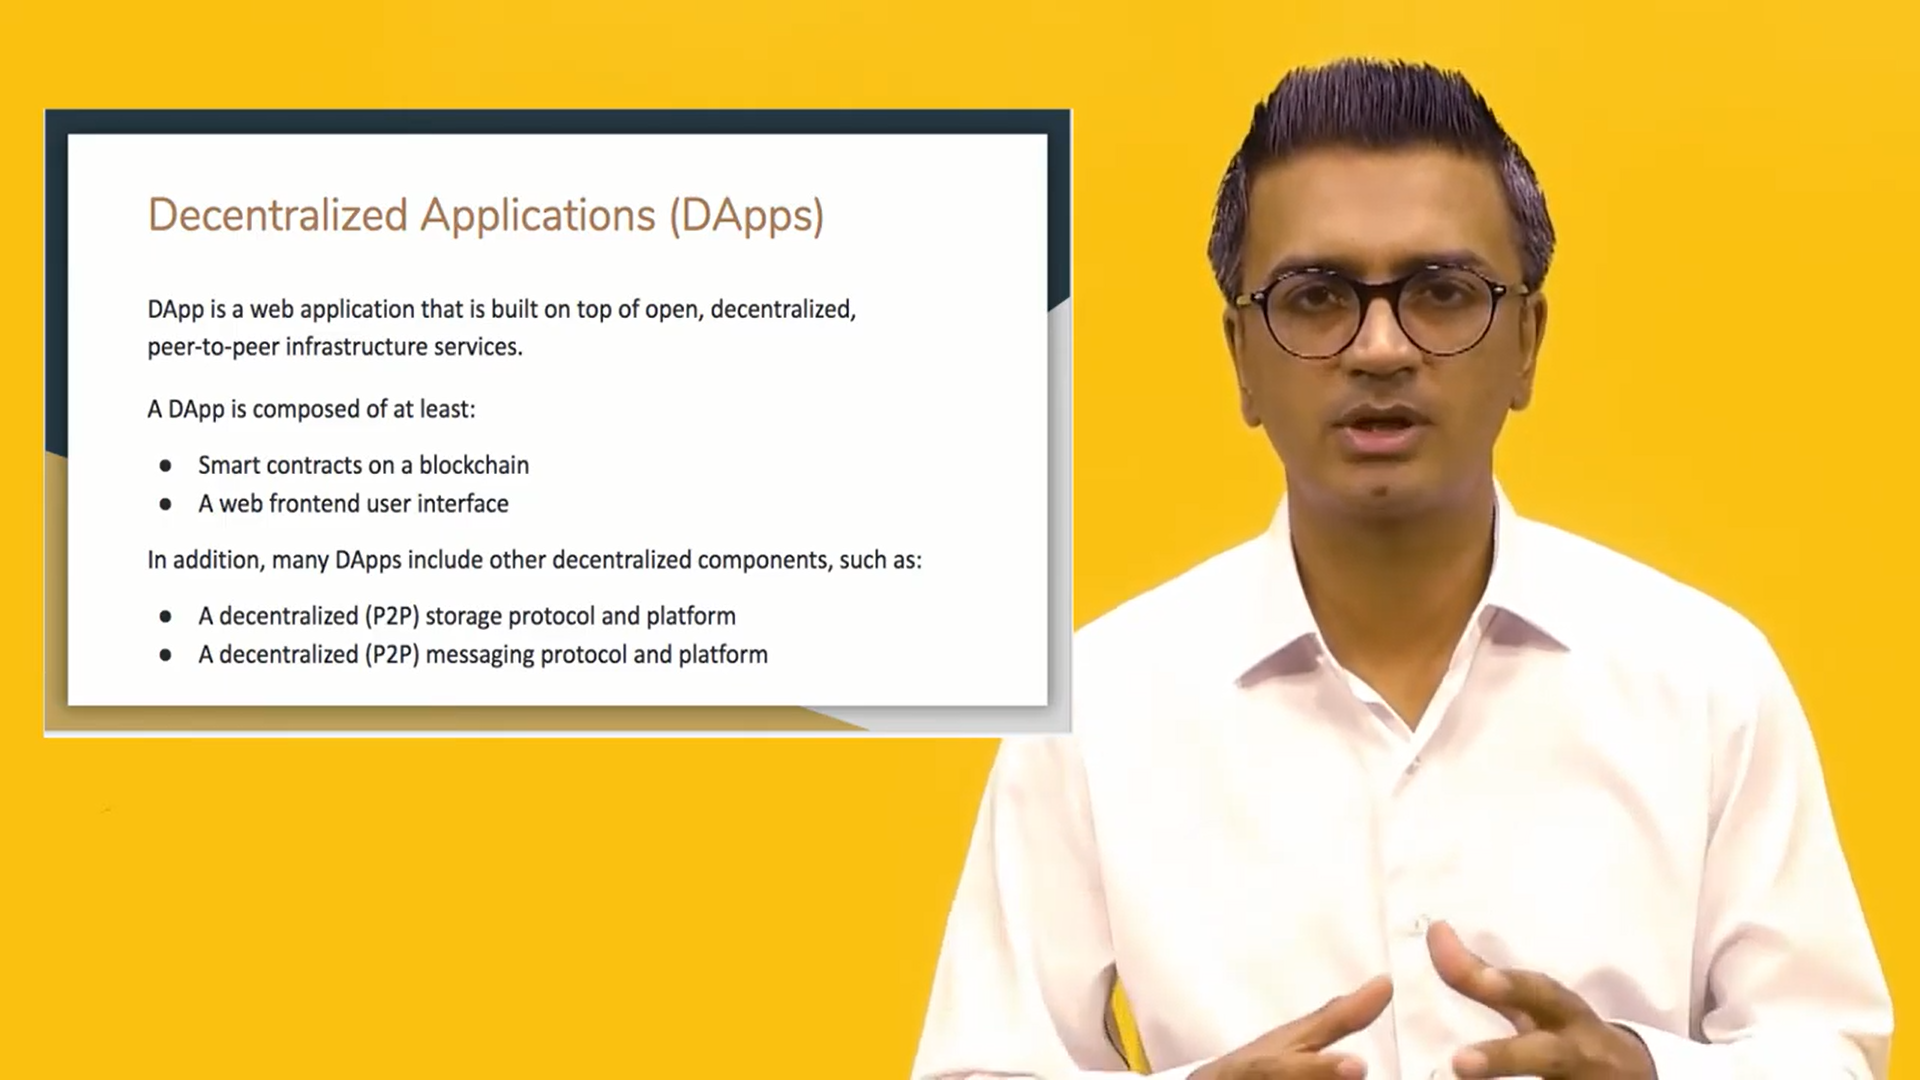 Decentralized Applications (DApps)
DApp is a web application that is built on top of open, decentralized,
peer-to-peer infrastructure services.
A DApp is composed of at least:
● Smart contracts on a blockchain
● A web frontend user interface
In addition, many DApps include other decentralized components, such as:
● A decentralized (P2P) storage protocol and platform
● A decentralized (P2P) messaging protocol and platform